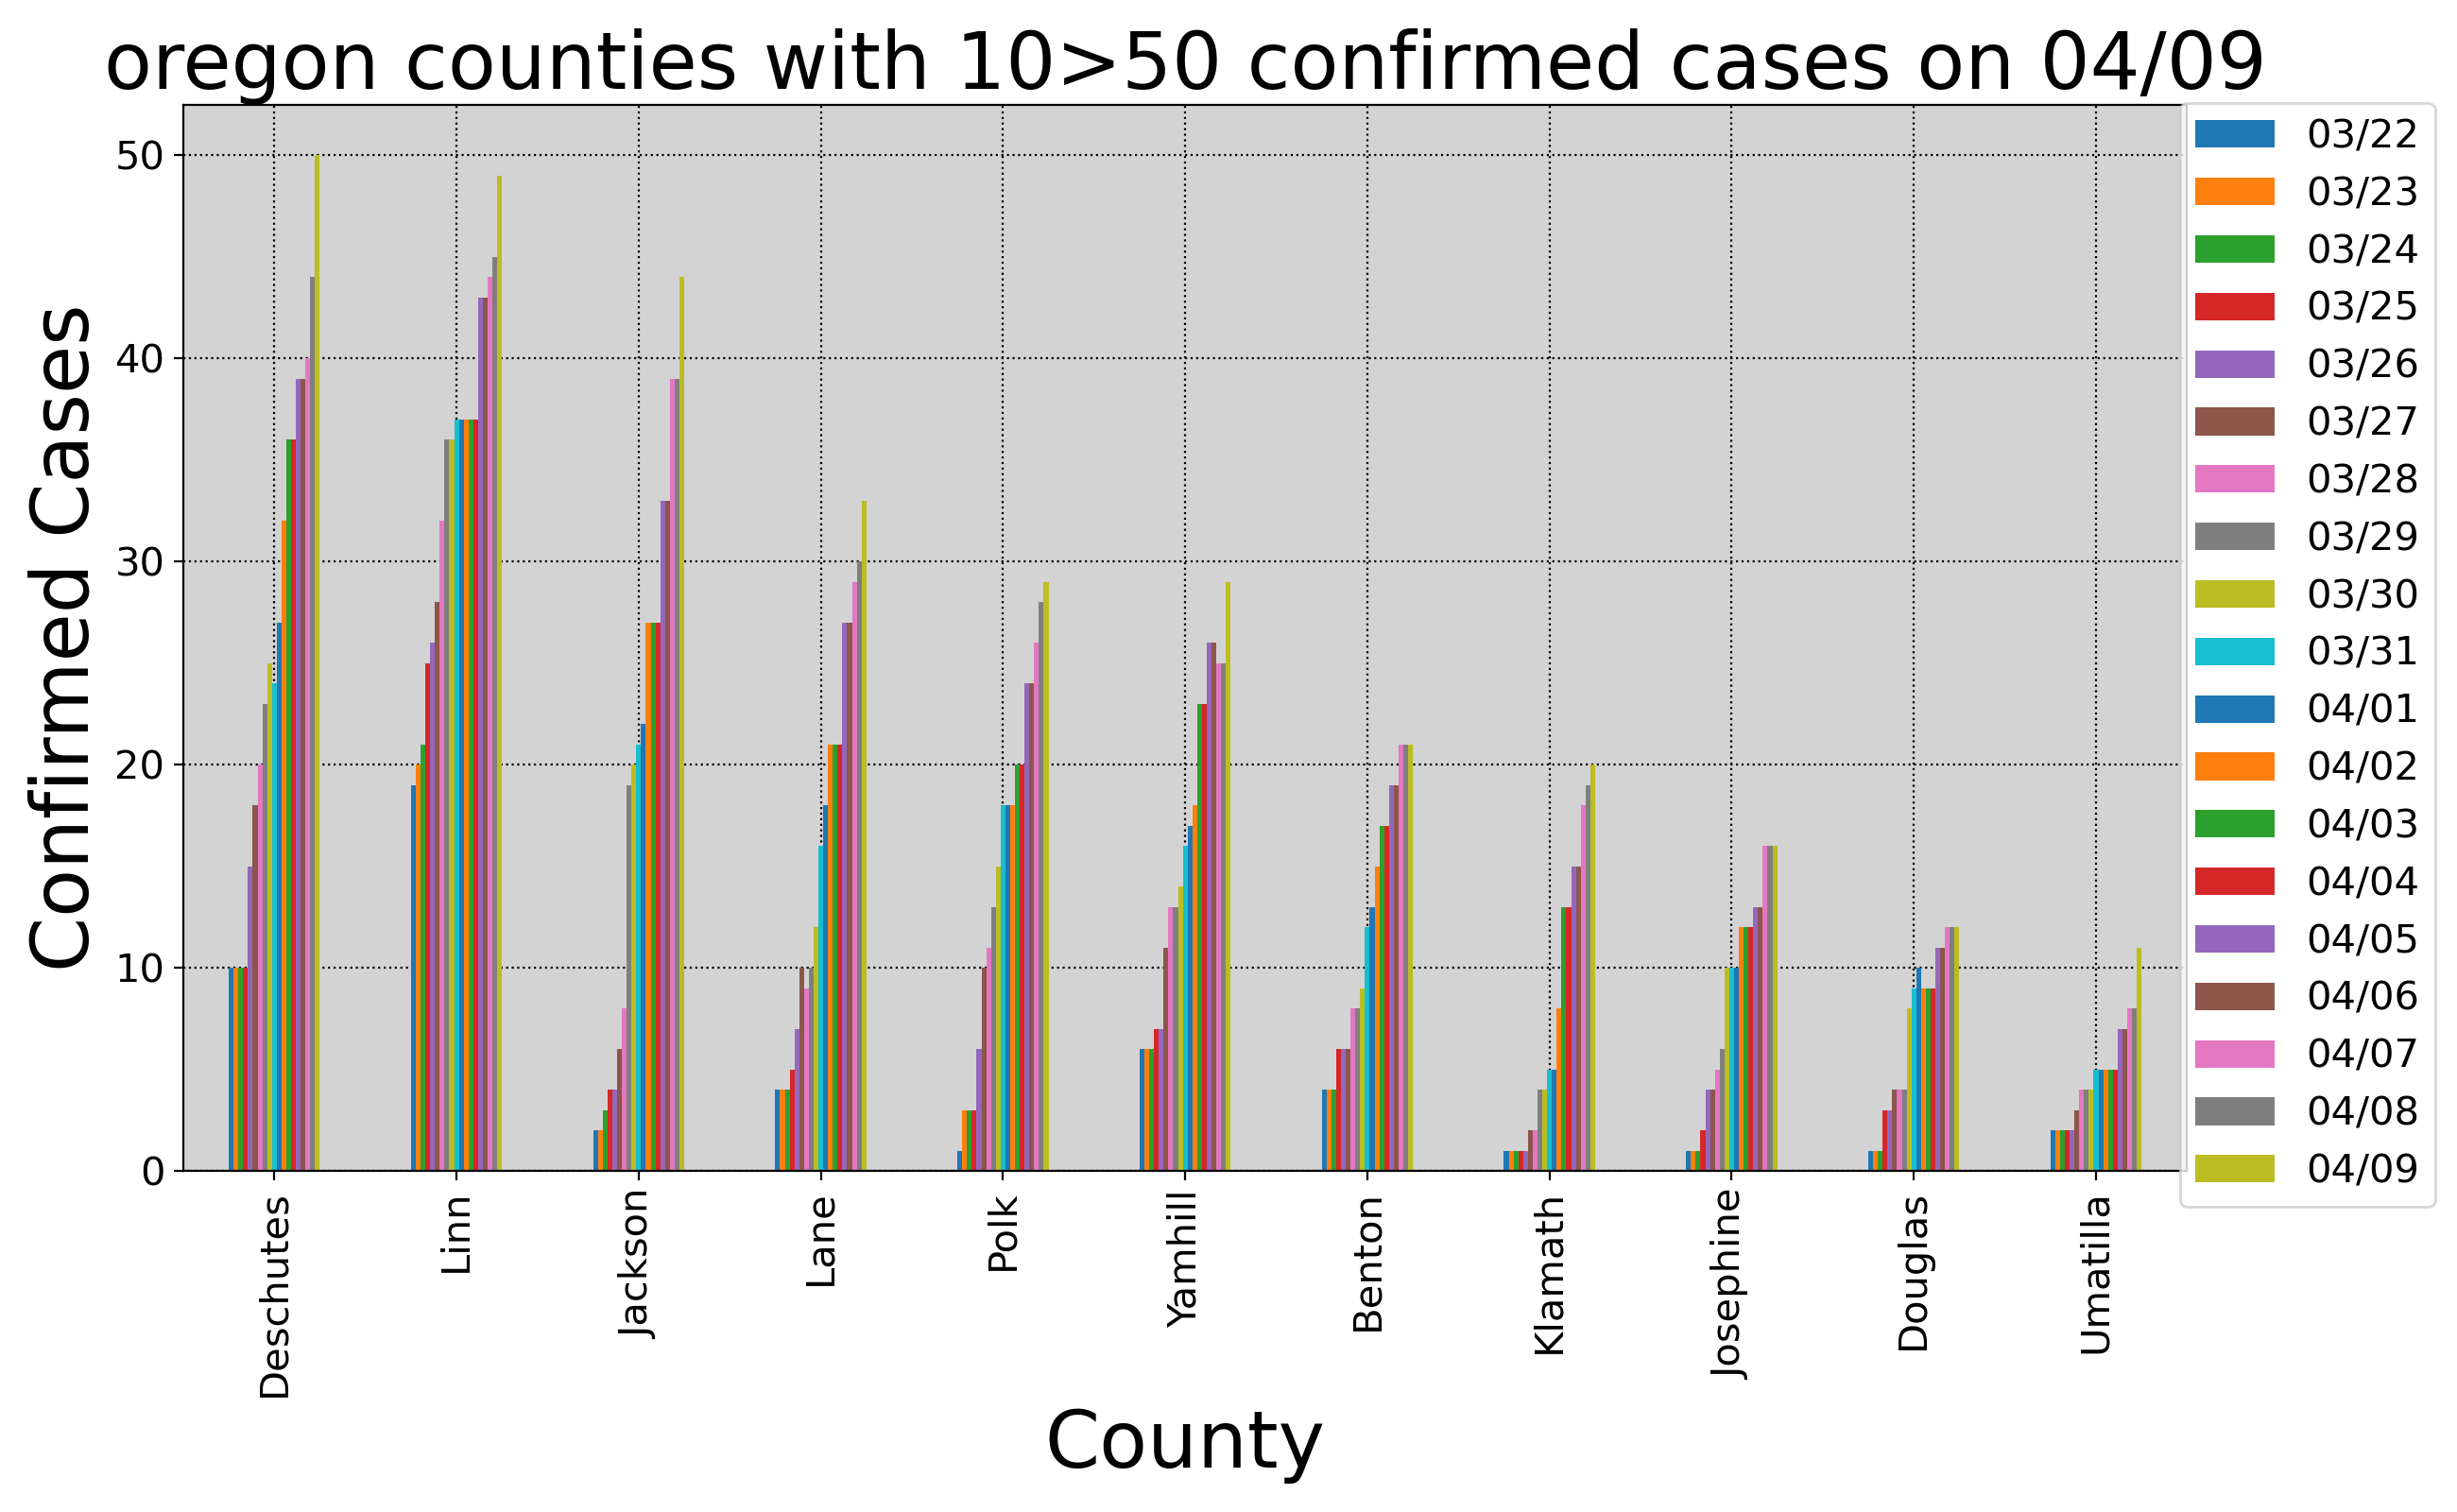 oregon counties with 10>50 confirmed cases on 04/09
Confirmed Cases
50
40
30
20
10
0
Deschutes
Linn
Jackson
Lane
Polk
Yamhill
Benton
Klamath
Josephine
Douglas
Umatilla
County
03/22
03/23
03/24
03/25
03/26
03/27
03/28
03/29
03/30
03/31
04/01
04/02
04/03
04/04
04/05
04/06
04/07
04/08
04/09